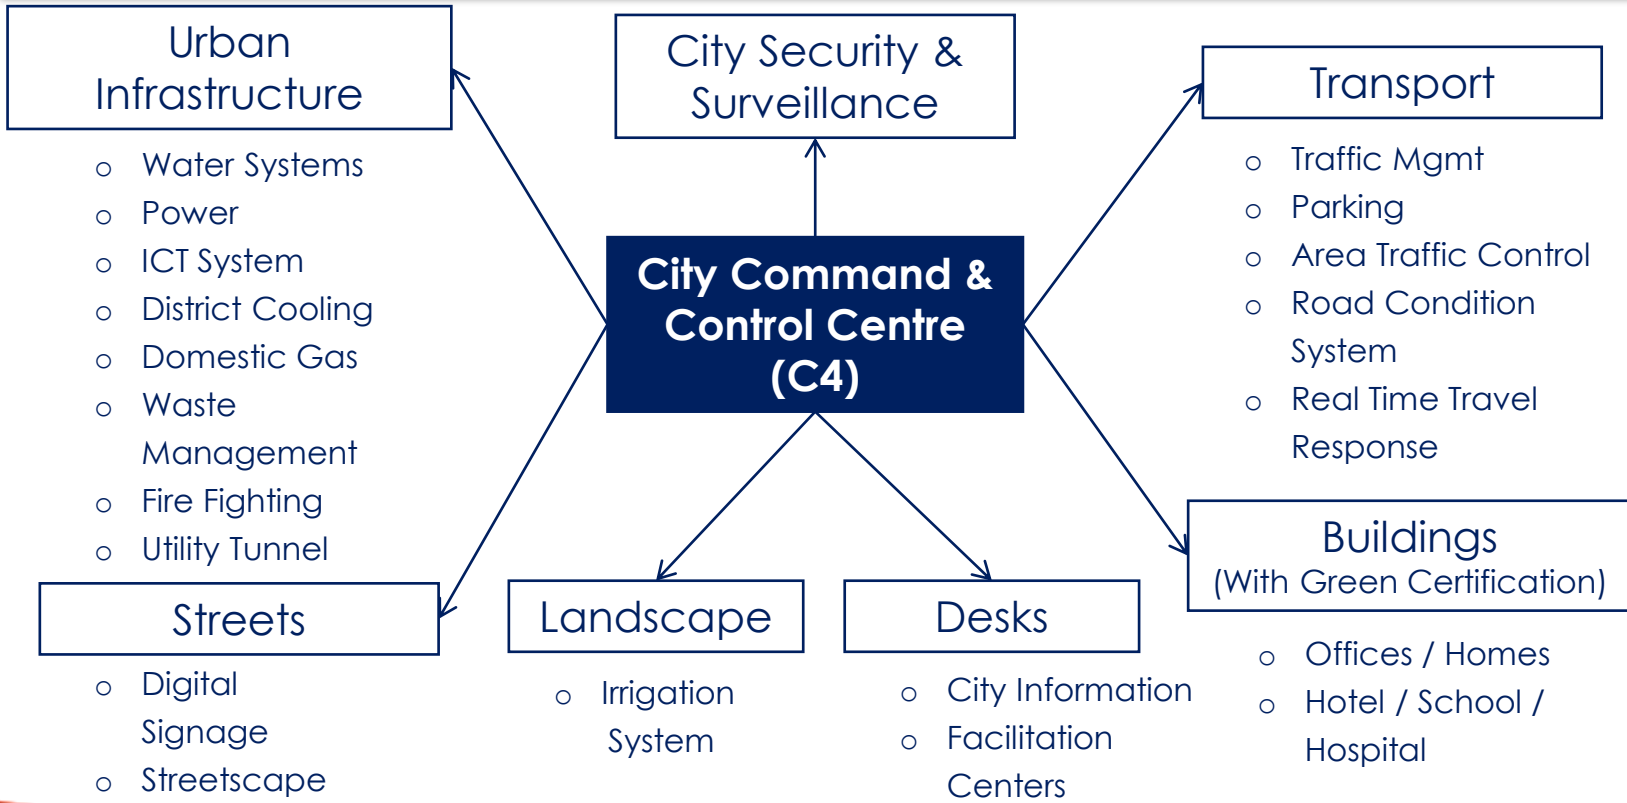 Urban
Infrastructure
o Water Systems
o Power
o ICT System
o District Cooling
o Domestic Gas
o Waste
Management
o Fire Fighting
o Utility Tunnel
City Security &
Surveillance
Transport
o Traffic Mgmt
o Parking
o Area Traffic Control
o Road Condition
System
o Real Time Travel
Response
City Command &
Control Centre
(C4)
Streets
o Digital
Signage
o Streetscape
Landscape
o Irrigation
System
Desks
o City Information
o Facilitation
Centers
Buildings
(With Green Certification)
o Offices / Homes
o Hotel / School /
Hospital